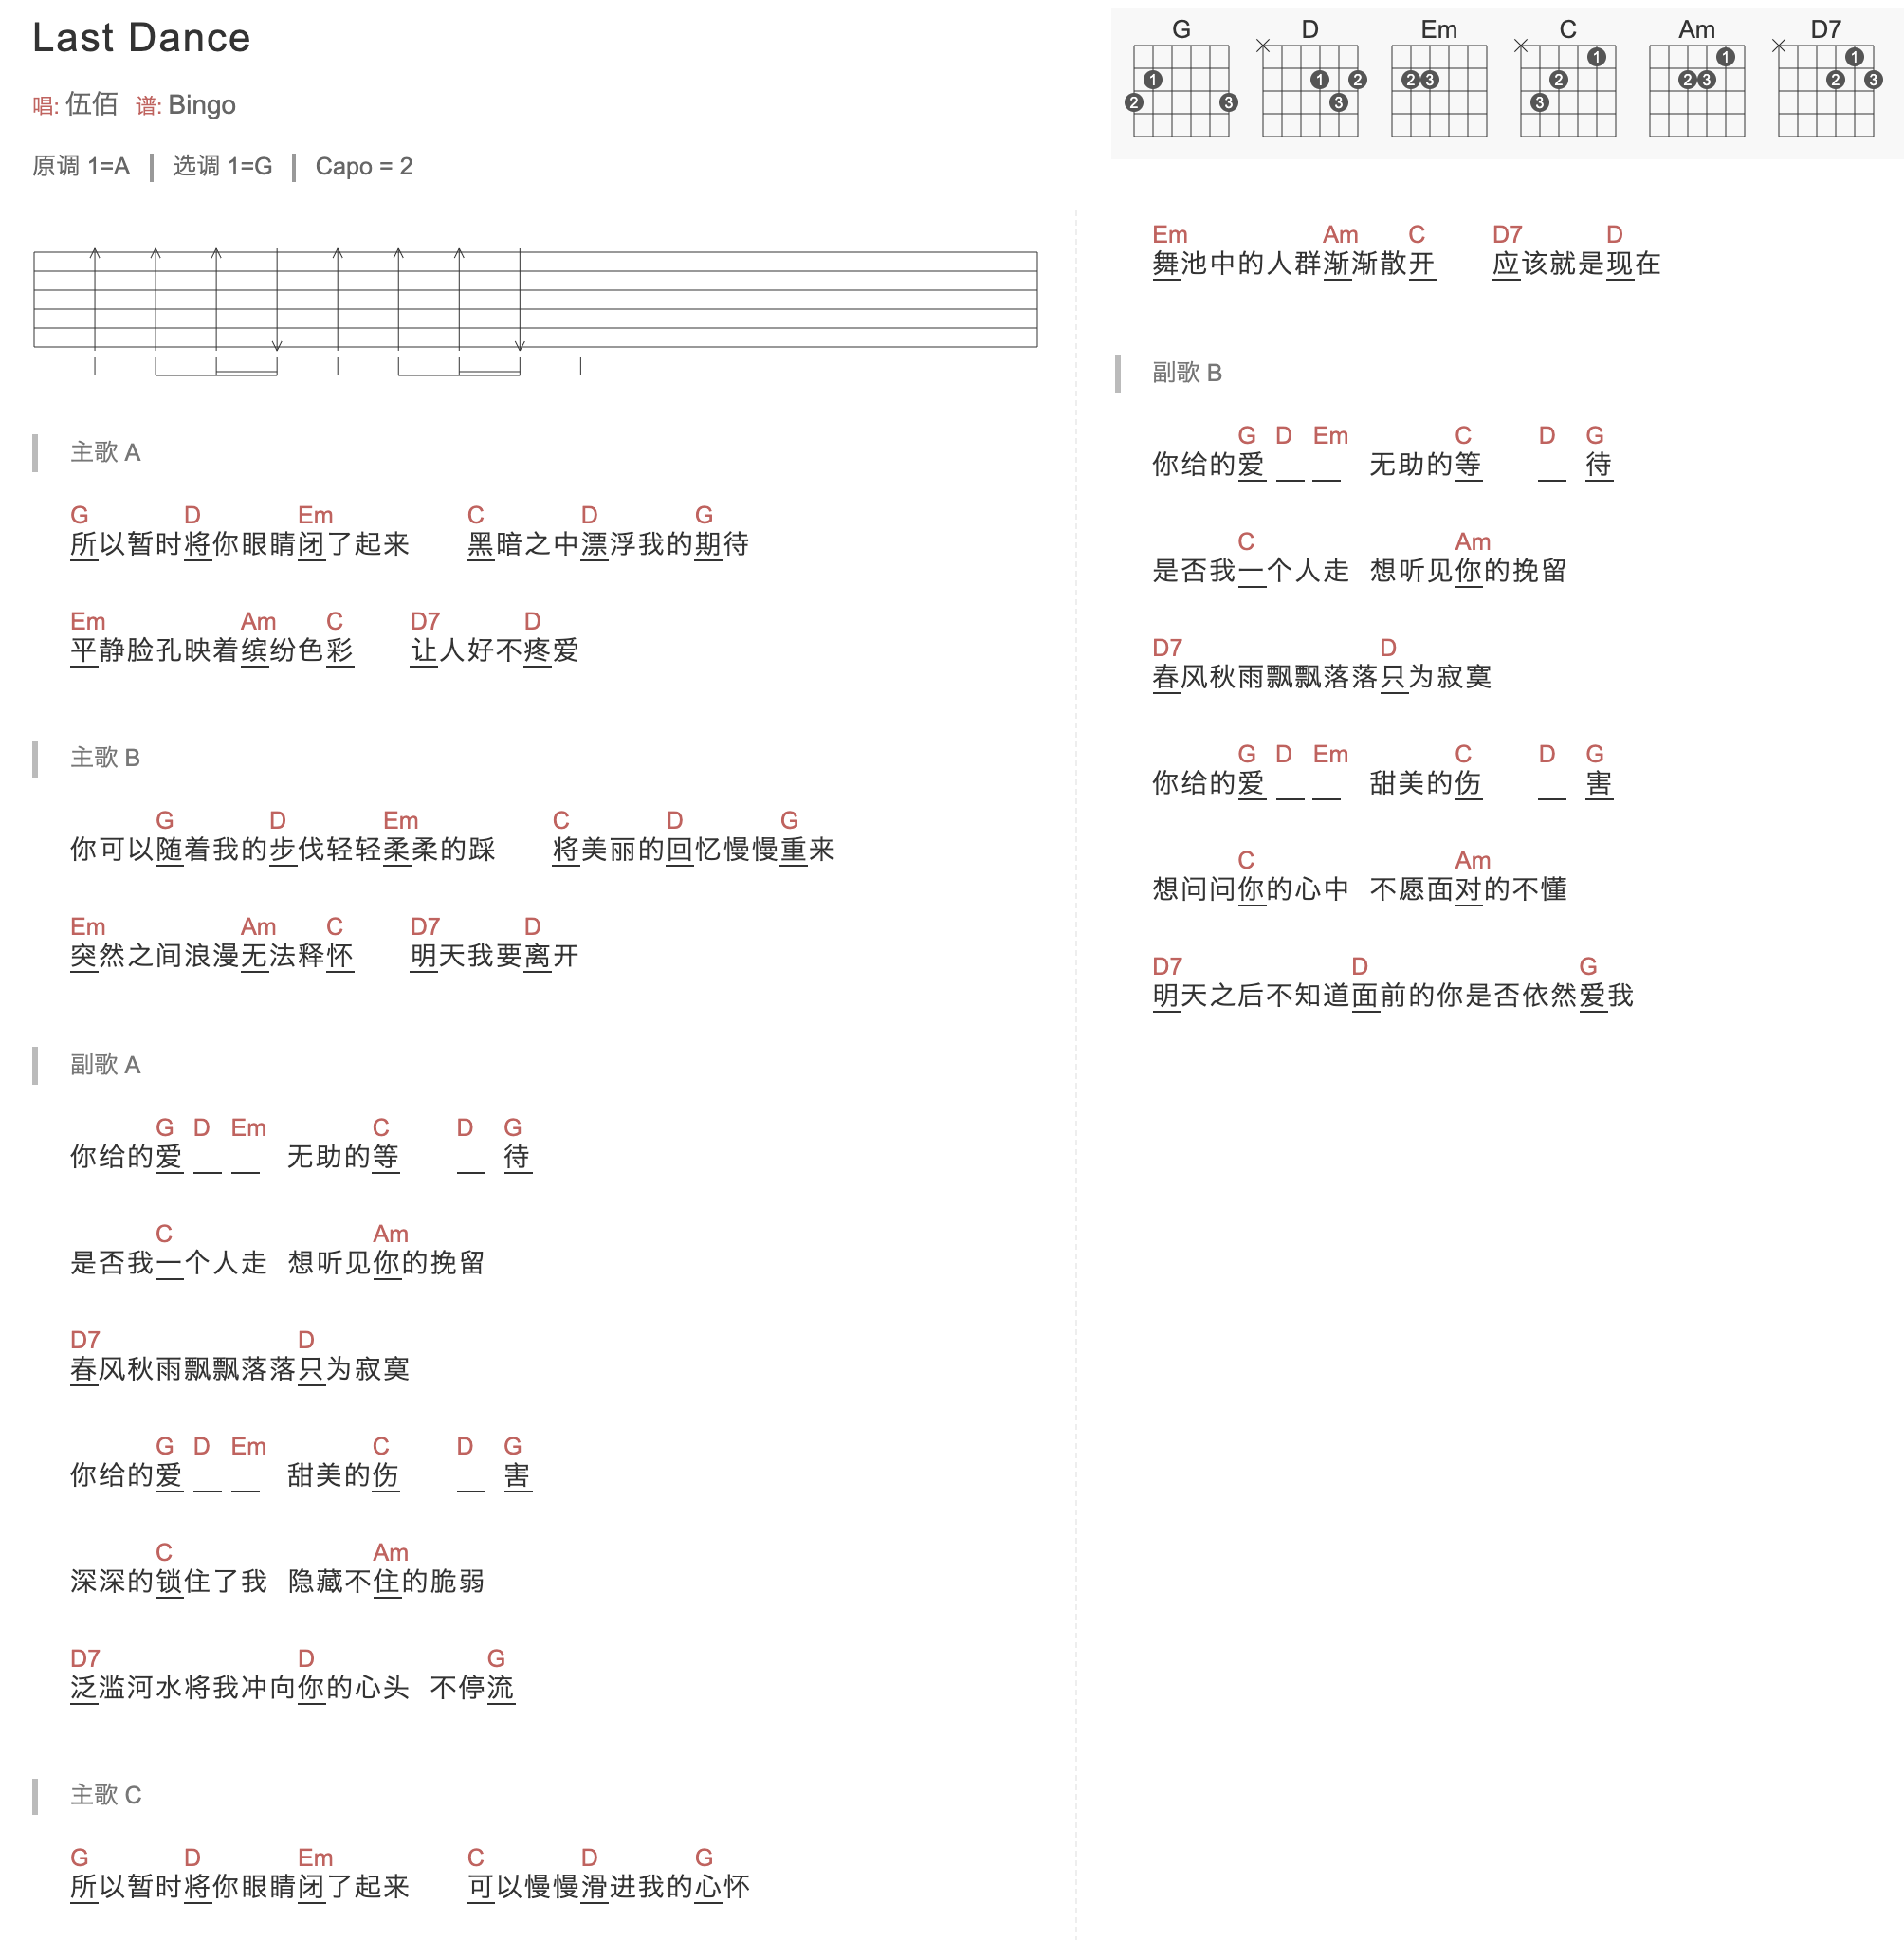 Last Dance
唱: 伍佰 谱: Bingo
原调 1=A | 选调 1=G | Capo = 2
G D Em C Am D7
1 2 3 1 2 3 2 3 1 2 3 1 2 3 1 2 3
主歌 A
G D Em C D G
所以暂时将你眼睛闭了起来 黑暗之中漂浮我的期待
Em Am C D7 D
平静脸孔映着缤纷色彩 让人好不疼爱
主歌 B
G D Em C D G
你可以随着我的步伐轻轻柔柔的踩 将美丽的回忆慢慢重来
Em Am C D7 D
突然之间浪漫无法释怀 明天我要离开
副歌 A
G D Em C D G
你给的爱 __ __ 无助的等 __ 待
C Am
是否我一个人走 想听见你的挽留
D7 D
春风秋雨飘飘落落只为寂寞
G D Em C D G
你给的爱 __ __ 甜美的伤 __ 害
C Am
深深的锁住了我 隐藏不住的脆弱
D7 D G
泛滥河水将我冲向你的心头 不停流
主歌 C
G D Em C D G
所以暂时将你眼睛闭了起来 可以慢慢滑进我的心怀
Em Am C D7 D
舞池中的人群渐渐散开 应该就是现在
副歌 B
G D Em C D G
你给的爱 __ __ 无助的等 __ 待
C Am
是否我一个人走 想听见你的挽留
D7 D
春风秋雨飘飘落落只为寂寞
G D Em C D G
你给的爱 __ __ 甜美的伤 __ 害
C Am
想问问你的心中 不愿面对的不懂
D7 D G
明天之后不知道面前的你是否依然爱我